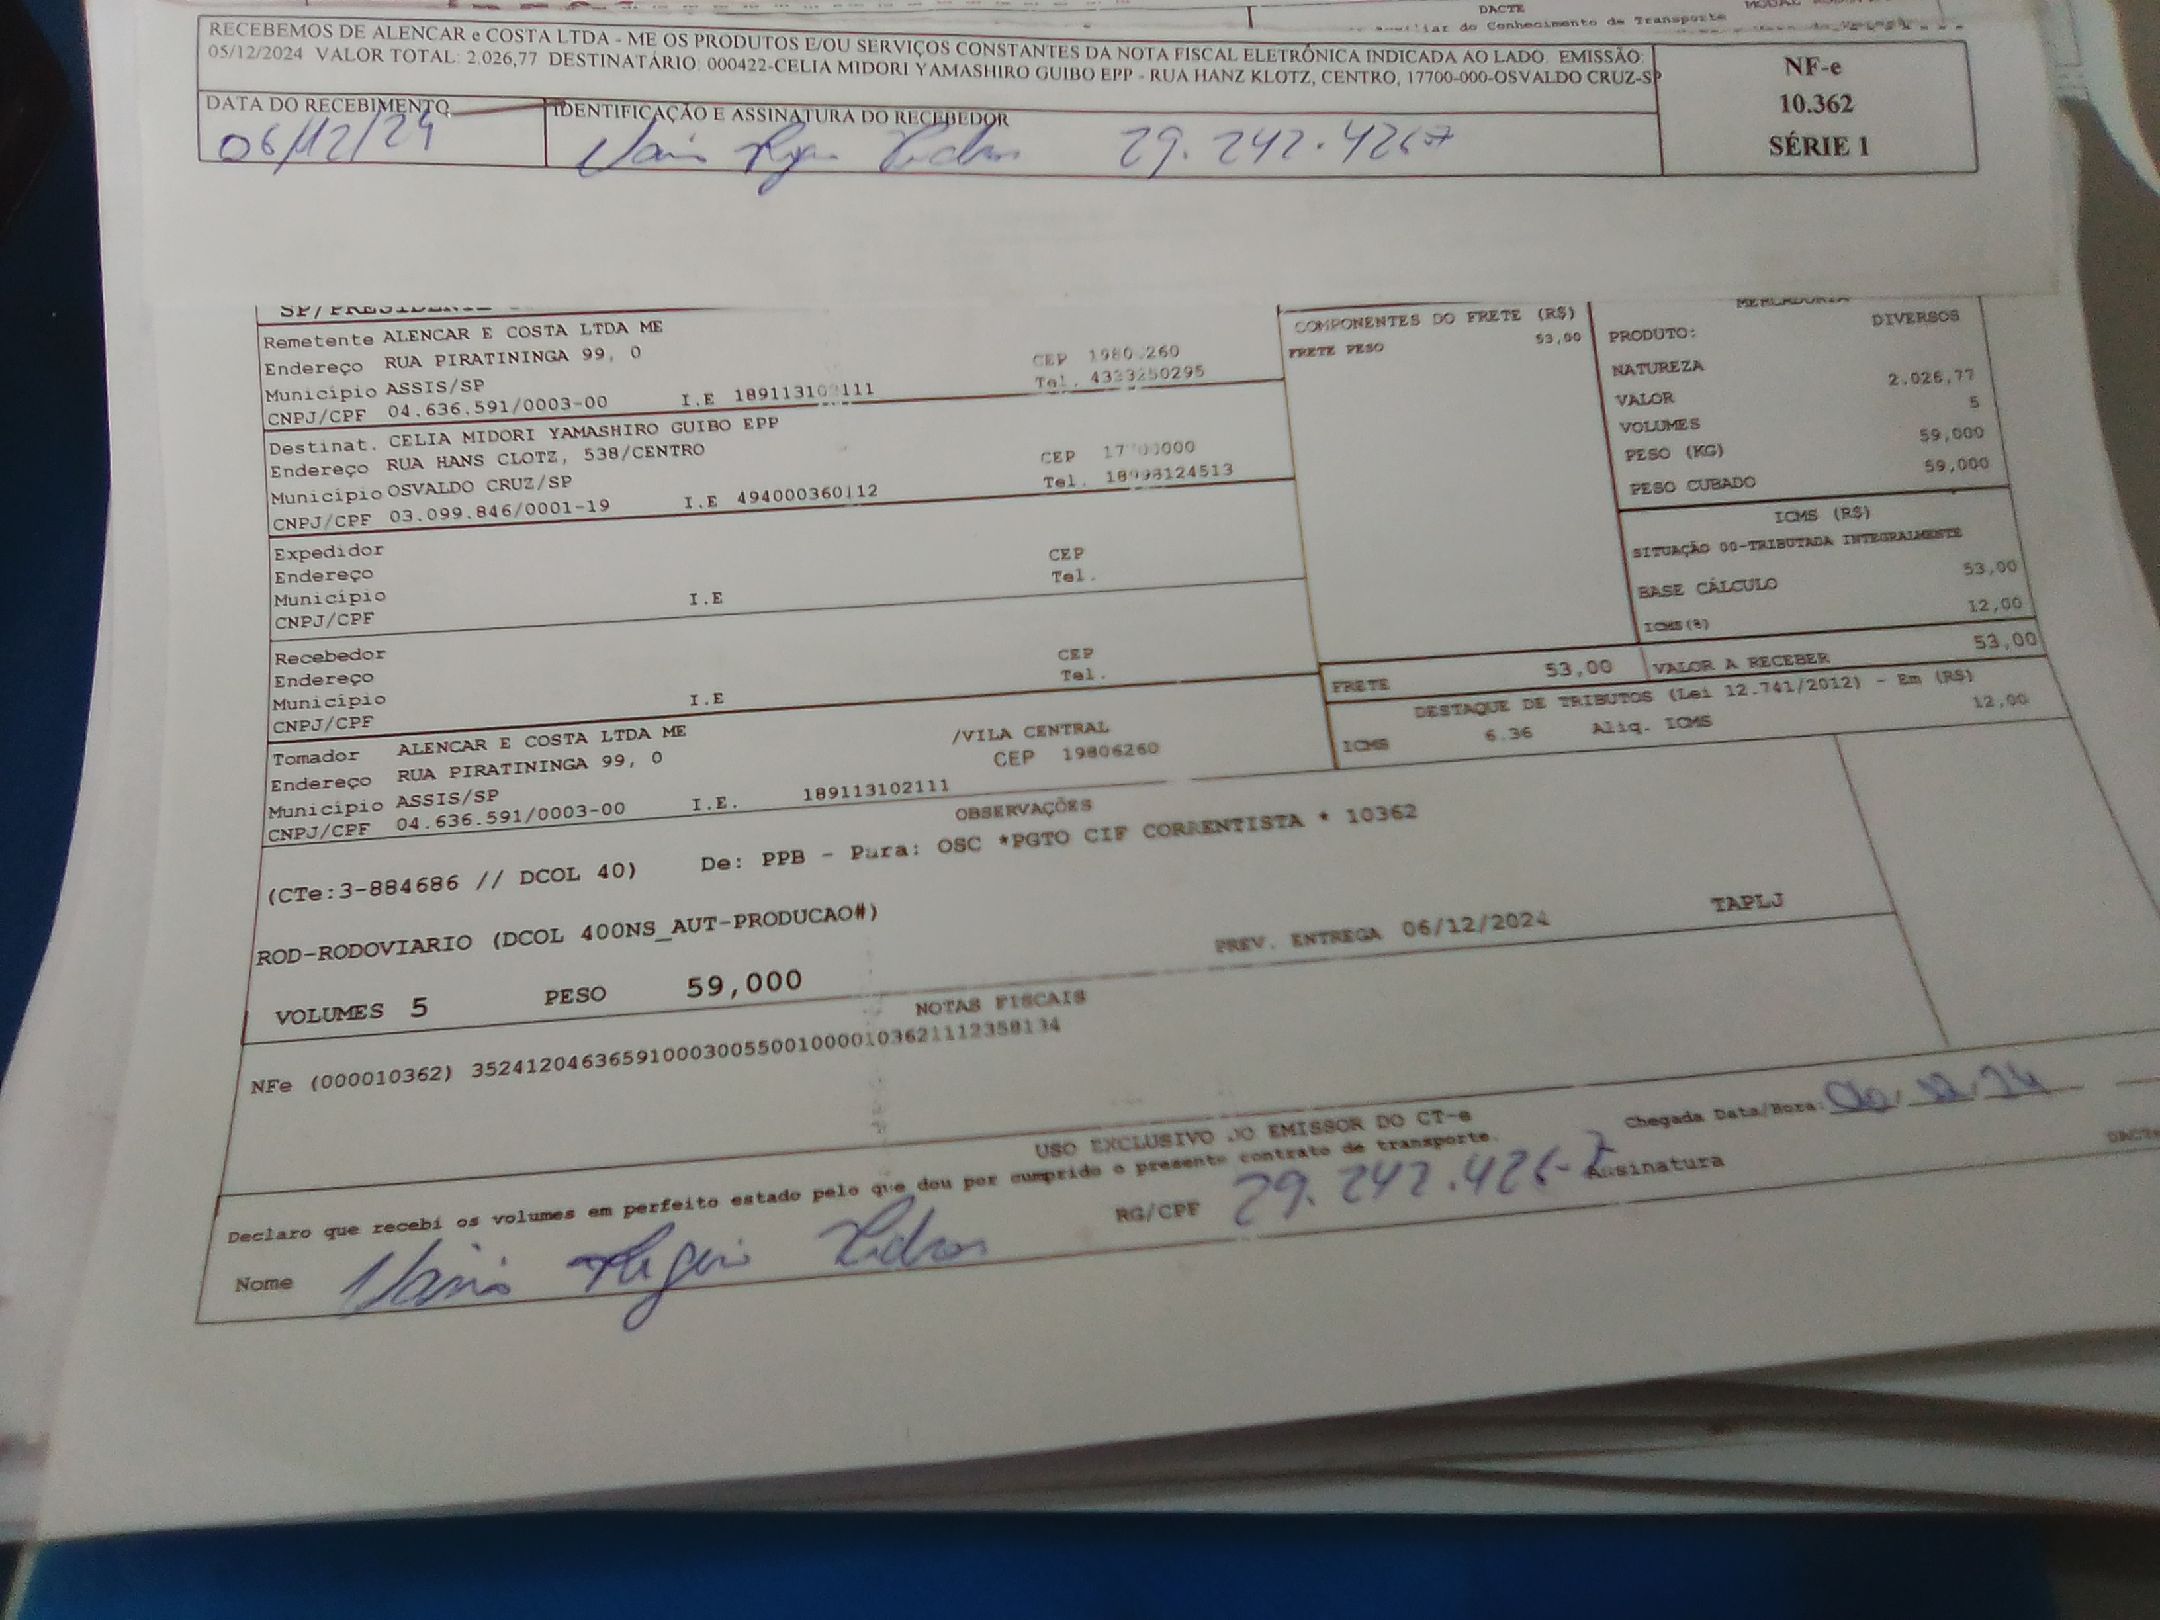 DACTE
do Conhecimento de Transporte
RECEBEMOS DE ALENCAR e COSTA LTDA - ME OS PRODUTOS E/OU SERVIÇOS CONSTANTES DA NOTA FISCAL ELETRÔNICA INDICADA AO LADO. EMISSÃO:
05/12/2024 VALOR TOTAL: 2.026,77 DESTINATÁRIO: 000422-CELIA MIDORI YAMASHIRO GUIBO EPP - RUA HANZ KLOTZ, CENTRO, 17700-000-OSVALDO CRUZ-SP
NF-e
10.362
SÉRIE 1
DATA DO RECEBIMENTO
IDENTIFICAÇÃO E ASSINATURA DO RECEBEDOR
06/12/24
29.242.426-7
Remetente ALENCAR E COSTA LTDA ME
Endereço RUA PIRATININGA 99, 0 CEP
Município ASSIS/SP Tel. 4333250295
CNPJ/CPF 04.636.591/0003-00 I.E 189113102111
Destinat. CELIA MIDORI YAMASHIRO GUIBO EPP
Endereço RUA HANS CLOTZ, 538/CENTRO CEP 17700000
Município OSVALDO CRUZ/SP Tel. 18998124513
CNPJ/CPF 03.099.846/0001-19 I.E 494000360112
Expedidor
Endereço CEP
Município Tel.
CNPJ/CPF I.E
Recebedor
Endereço CEP
Município Tel.
CNPJ/CPF I.E
Tomador ALENCAR E COSTA LTDA ME
Endereço RUA PIRATININGA 99, 0 /VILA CENTRAL
Município ASSIS/SP CEP 19806260
CNPJ/CPF 04.636.591/0003-00 I.E. 189113102111
COMPONENTES DO FRETE (R$)
FRETE PESO 53,00
MERCADORIA
PRODUTO: DIVERSOS
NATUREZA
VALOR 2.026,77
VOLUMES 5
PESO (KG) 59,000
PESO CUBADO 59,000
ICMS (R$)
SITUAÇÃO 00-TRIBUTADA INTEGRALMENTE
BASE CÁLCULO 53,00
ICMS(%) 12,00
FRETE 53,00 VALOR A RECEBER 53,00
DESTAQUE DE TRIBUTOS (Lei 12.741/2012) - Em (R$)
ICMS 6.36 Aliq. ICMS 12,00
OBSERVAÇÕES
(CTe:3-884686 // DCOL 40) De: PPB - Para: OSC *PGTO CIF CORRENTISTA * 10362
ROD-RODOVIARIO (DCOL 400NS_AUT-PRODUCAO#)
VOLUMES 5 PESO 59,000 PREV. ENTREGA 06/12/2024 TAPLJ
NOTAS FISCAIS
NFe (000010362) 35241204636591000300550010000103621112358134
USO EXCLUSIVO DO EMISSOR DO CT-e
Declaro que recebi os volumes em perfeito estado pelo que dou por cumprido o presente contrato de transporte.
Chegada Data/Hora:
Nome
RG/CPF 29.242.426-7 Assinatura